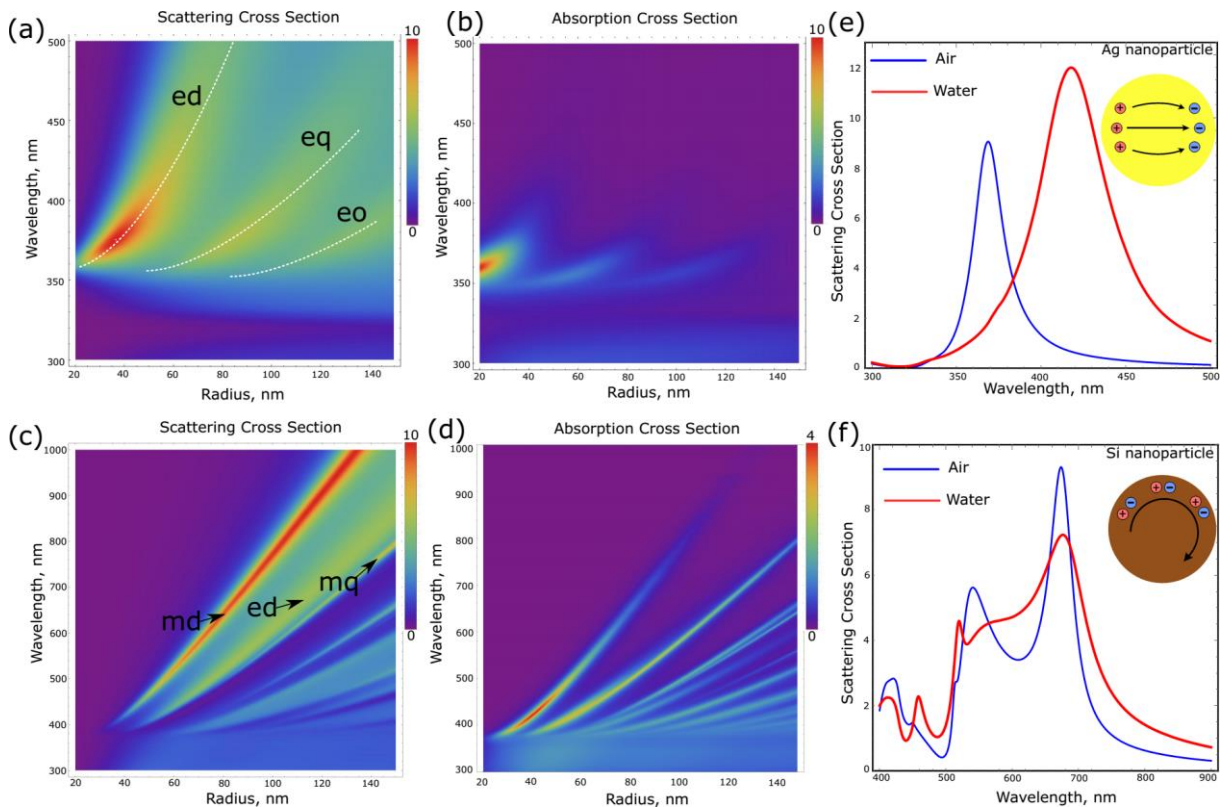 (a)
Scattering Cross Section
10
0
ed
eq
eo
500
450
400
350
300
Wavelength, nm
20
40
60
80
100
120
140
Radius, nm
(b)
Absorption Cross Section
10
0
500
450
400
350
300
Wavelength, nm
20
40
60
80
100
120
140
Radius, nm
(e)
Ag nanoparticle
Air
Water
+ -
+ -
+ -
12
10
8
6
4
2
0
Scattering Cross Section
300
350
400
450
500
Wavelength, nm
(c)
Scattering Cross Section
10
0
md
ed
mq
1000
900
800
700
600
500
400
300
Wavelength, nm
20
40
60
80
100
120
140
Radius, nm
(d)
Absorption Cross Section
4
0
1000
900
800
700
600
500
400
300
Wavelength, nm
20
40
60
80
100
120
140
Radius, nm
(f)
Si nanoparticle
Air
Water
+ - + - + -
10
8
6
4
2
0
Scattering Cross Section
400
500
600
700
800
900
Wavelength, nm